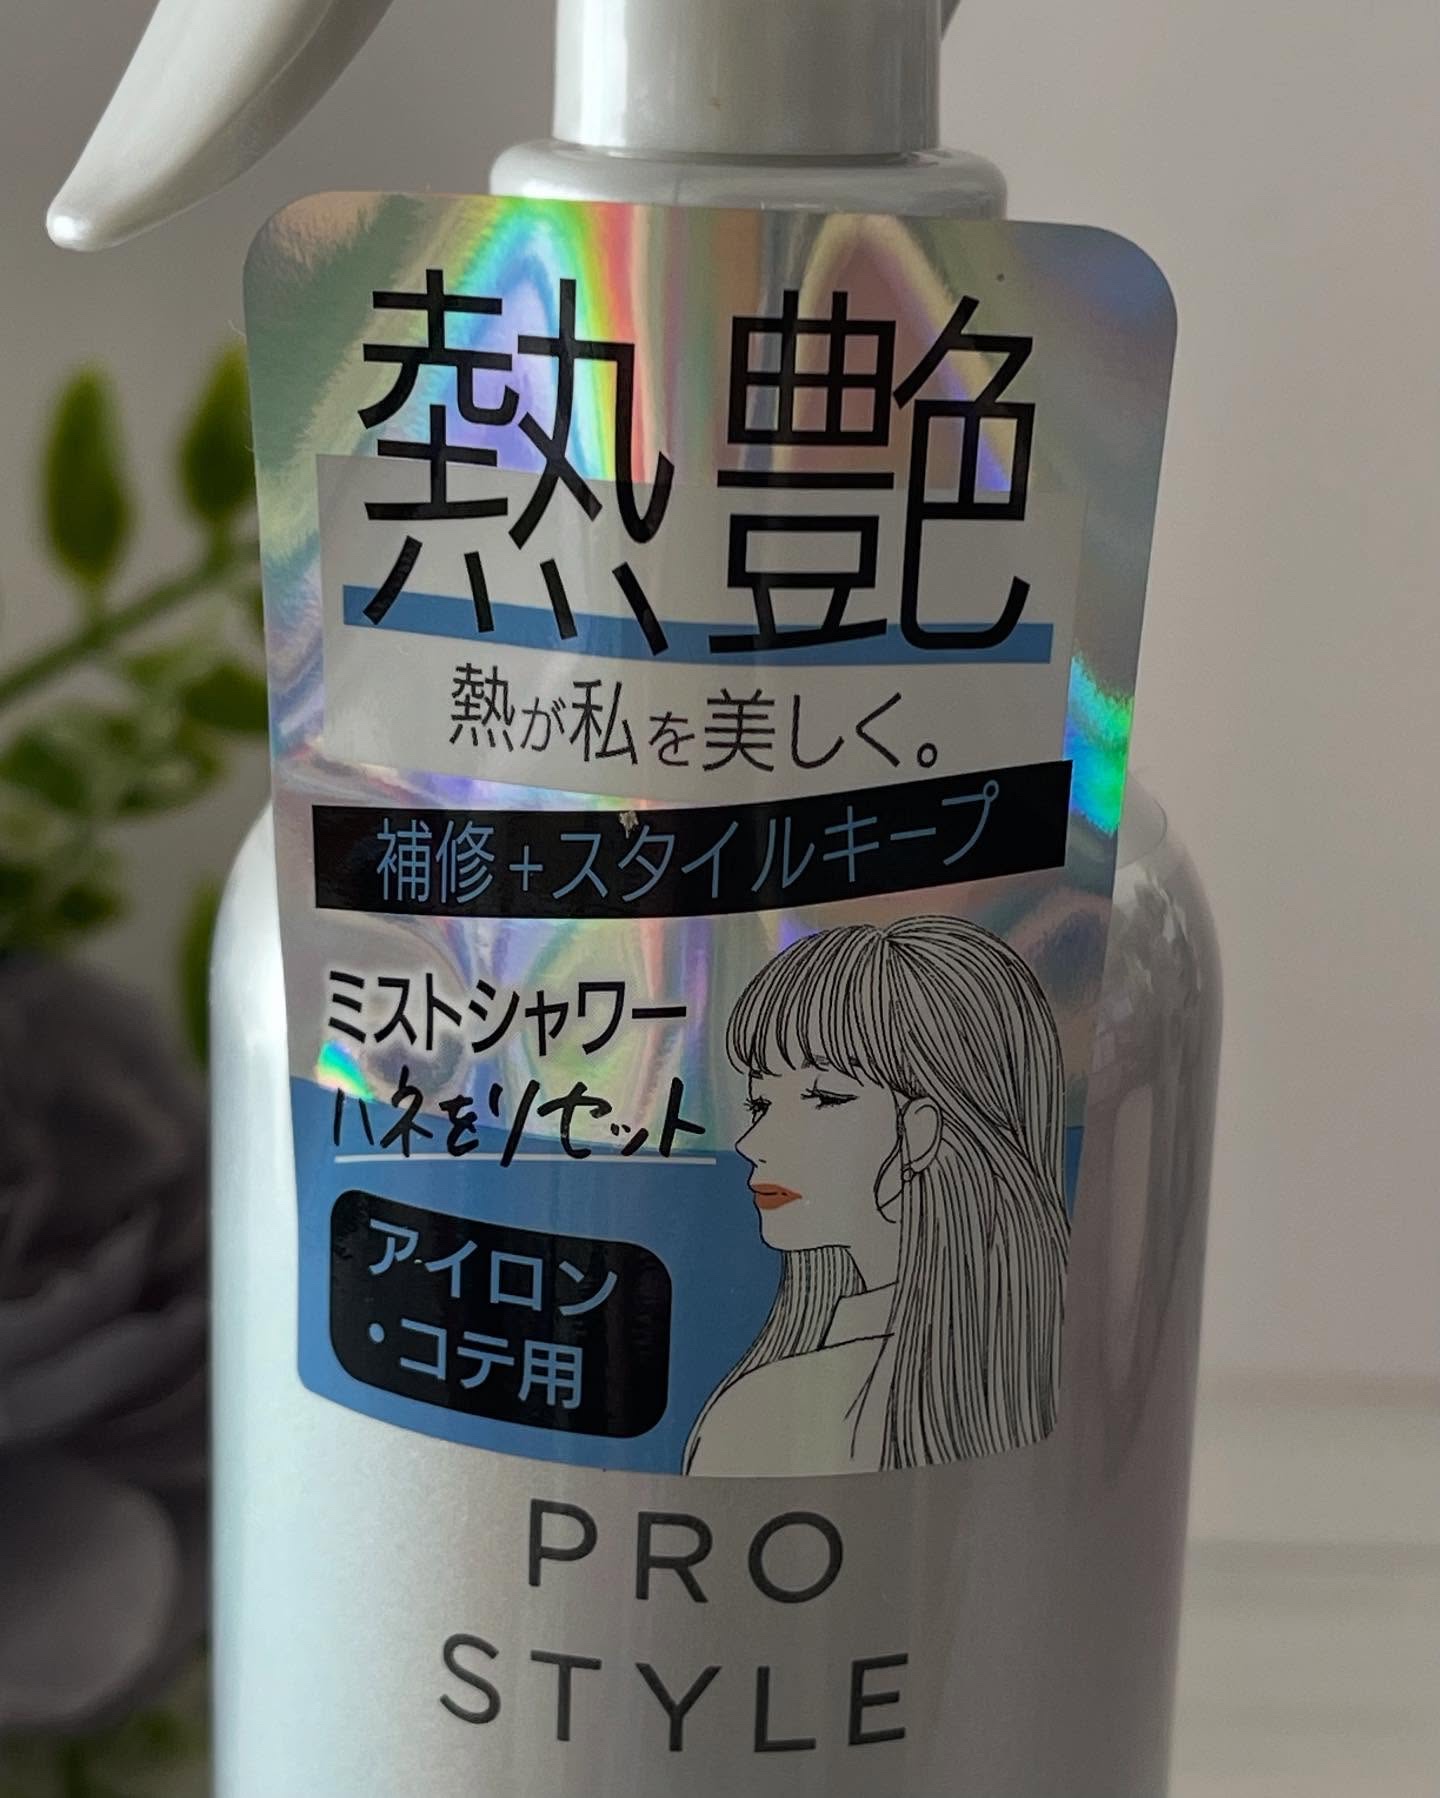 熱艶
熱が私を美しく。
補修+スタイルキープ
ミストシャワー
ハネをリセット
アイロン
・コテ用
PRO
STYLE